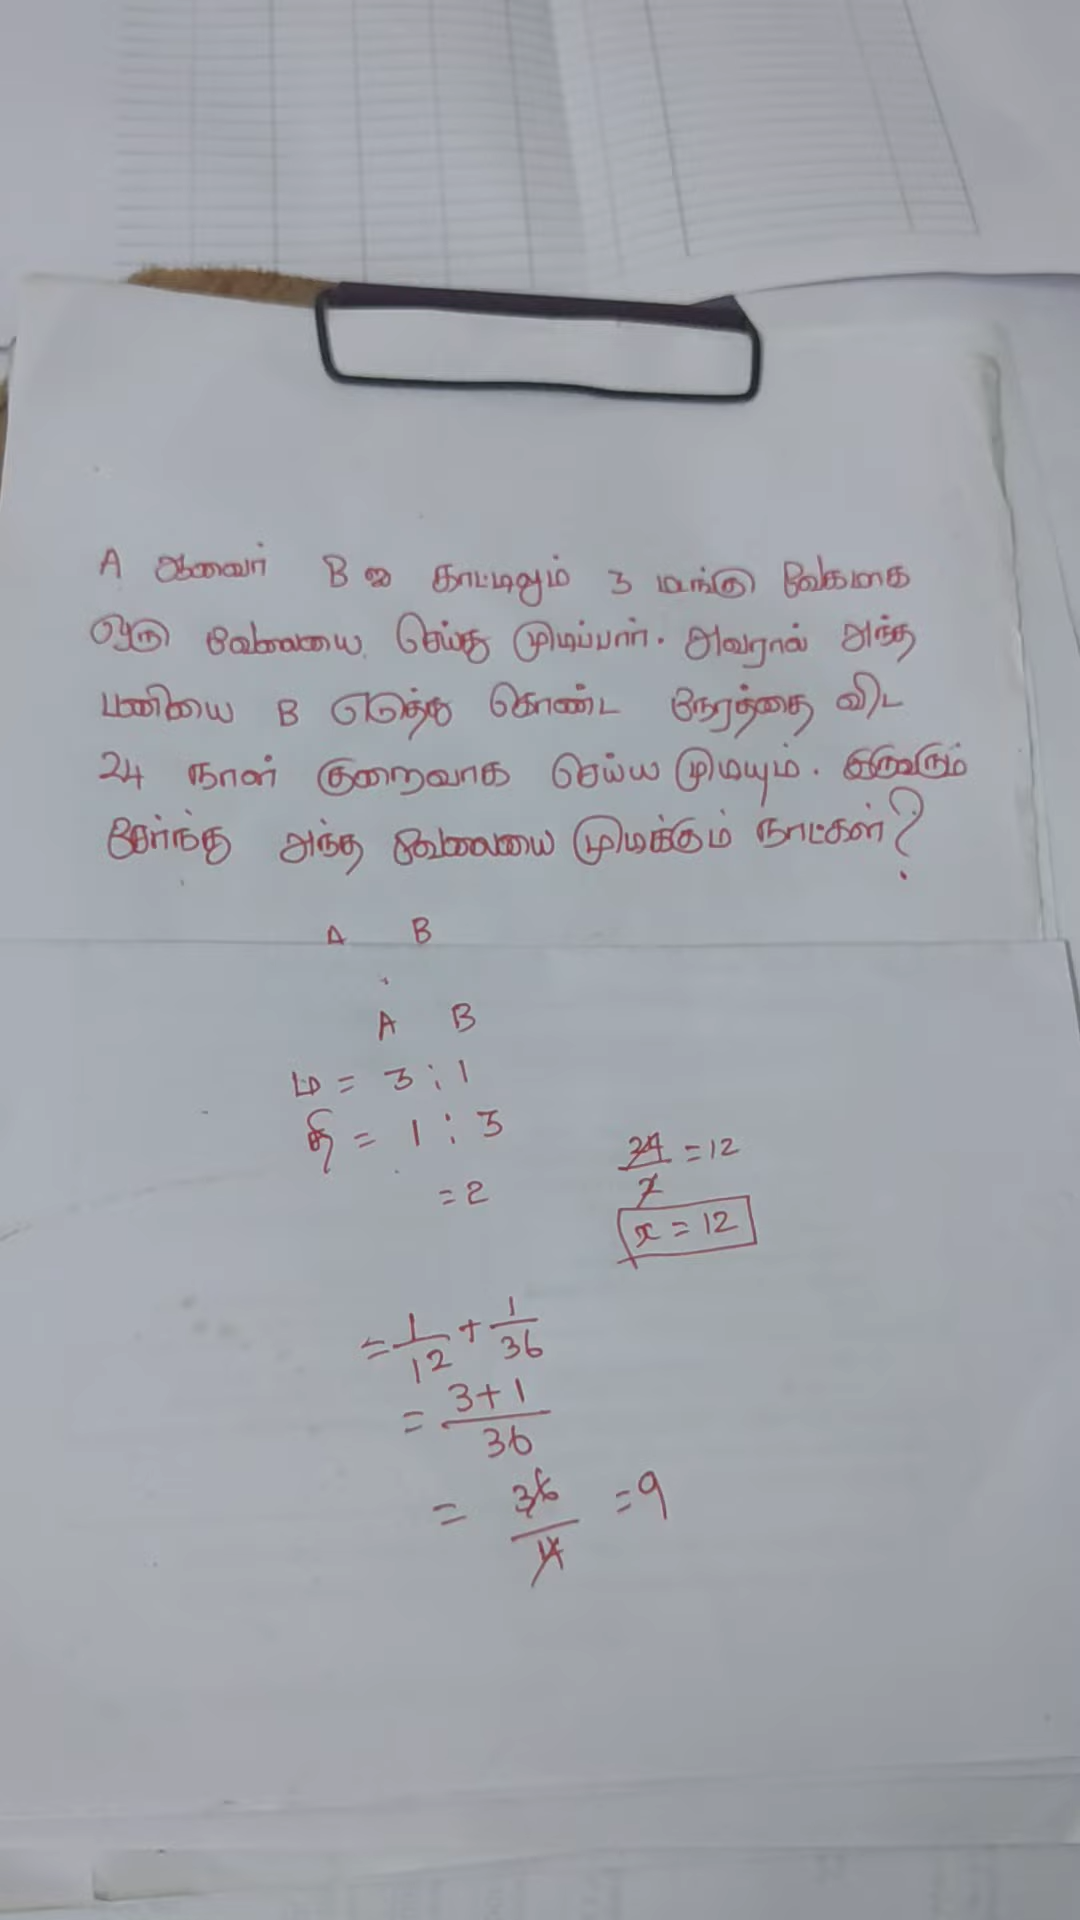 A ஆனவர் B ஐ காட்டிலும் 3 மடங்கு வேகமாக
ஒரு வேலையை செய்து முடிப்பார். அவரால் அந்த
பணியை B எடுத்து கொண்ட நேரத்தை விட
24 நாள் குறைவாக செய்ய முடியும். இருவரும்
சேர்ந்து அந்த வேலையை முடிக்கும் நாட்கள்?
A B
A B
= 3 : 1
= 1 : 3
= 2
24/2 = 12
x = 12
= 1/12 + 1/36
= 3+1/36
= 36/4 = 9